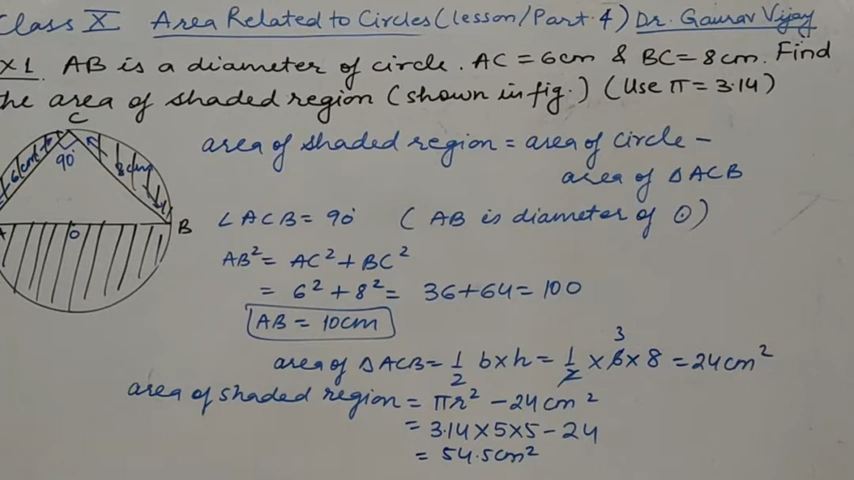 Class X Area Related to Circles (lesson/Part-4) Dr. Gaurav Vijay
X 1. AB is a diameter of circle. AC = 6cm & BC = 8cm. Find
he area of shaded region (shown in fig.) (Use π = 3.14)
C
area of shaded region = area of circle –
area of ΔACB
6cm
90°
8cm
∠ACB = 90° (AB is diameter of ⊙)
O
B
AB² = AC² + BC²
= 6² + 8² = 36 + 64 = 100
AB = 10cm
area of ΔACB = 1/2 b×h = 1/2 × 6 × 8 = 24cm²
3
area of shaded region = πr² – 24cm²
= 3.14×5×5 – 24
= 54.5cm²